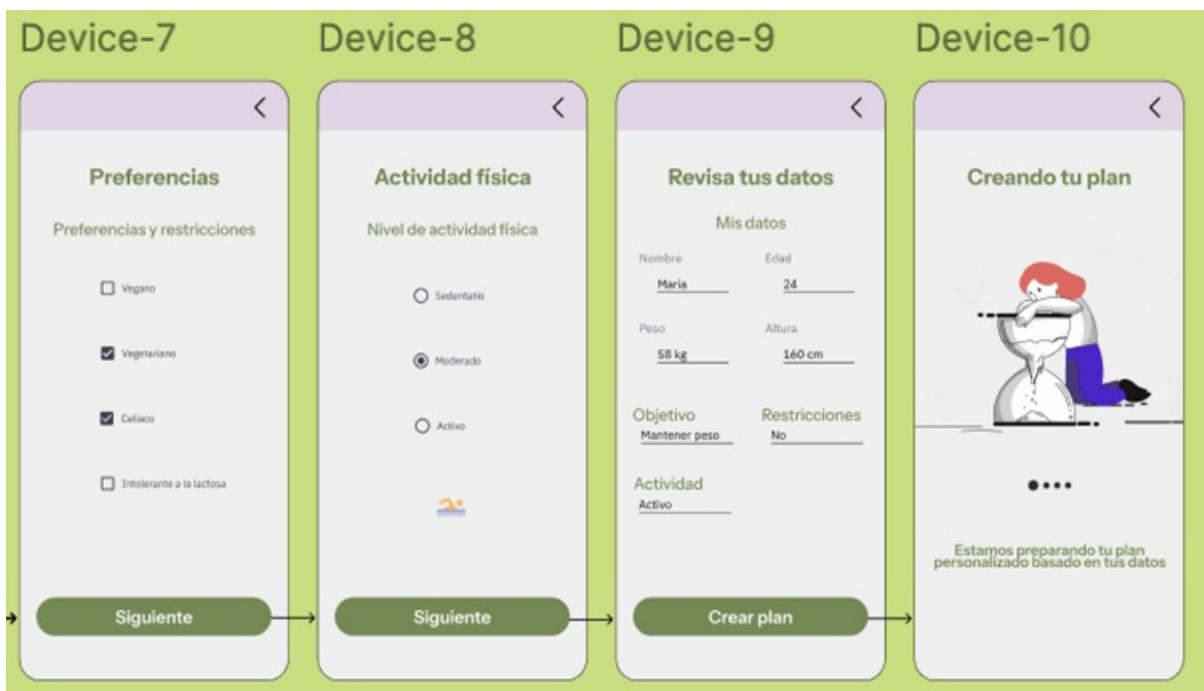 Device-7
Preferencias
Preferencias y restricciones
Vegano
Vegetariano
Celiaco
Intolerante a la lactosa
Siguiente
Device-8
Actividad física
Nivel de actividad física
Sedentatio
Moderado
Activo
Siguiente
Device-9
Revisa tus datos
Mis datos
Nombre Edad
Maria 24
Peso Altura
58 kg 160 cm
Objetivo Restricciones
Mantener peso No
Actividad
Activo
Crear plan
Device-10
Creando tu plan
Estamos preparando tu plan
personalizado basado en tus datos